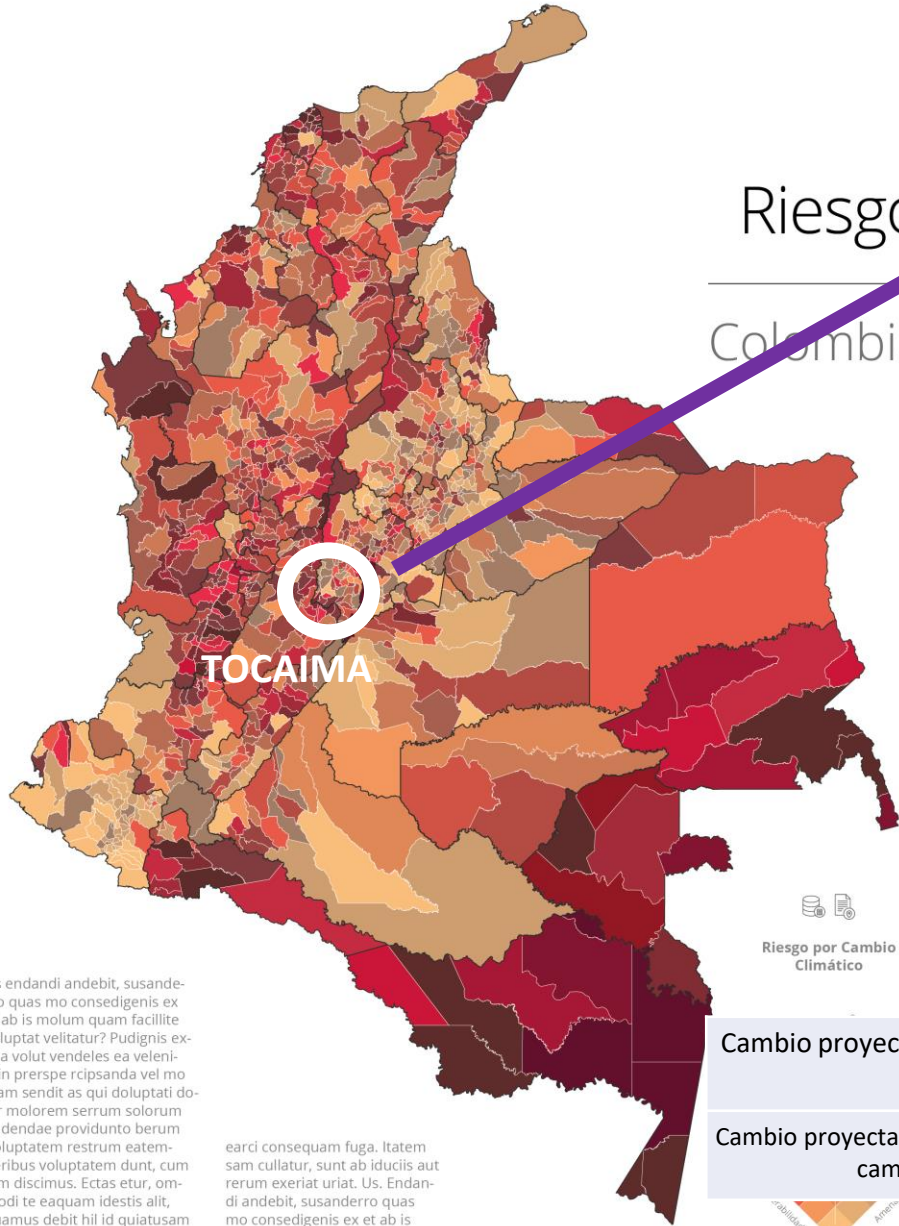 Riesgo
Colombi
TOCAIMA
Riesgo por Cambio
Climático
s endandi andebit, susande-
o quas mo consedigenis ex
ab is molum quam facillite
luptat velitatur? Pudignis ex-
a volut vendeles ea veleni-
in prerspe rcipsanda vel mo
am sendit as qui doluptati do-
r molorem serrum solorum
dendae providunto berum
oluptatem restrum eatem-
eribus voluptatem dunt, cum
m discimus. Ectas etur, om-
odi te eaquam idestis alit,
uamus debit hil id quiatusam
earci consequam fuga. Itatem
sam cullatur, sunt ab iduciis aut
rerum exeriat uriat. Us. Endan-
di andebit, susanderro quas
mo consedigenis ex et ab is
Cambio proyec
Cambio proyecta
cam